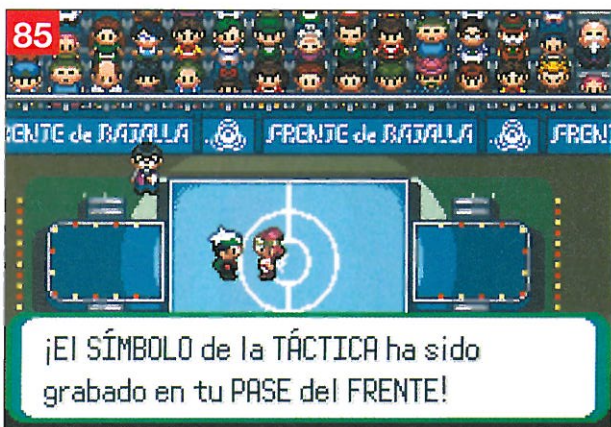 85
FRENTE de BATALLA FRENTE de BATALLA FREN
¡El SÍMBOLO de la TÁCTICA ha sido
grabado en tu PASE del FRENTE!